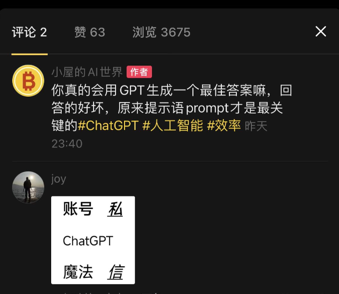 评论 2 赞 63 浏览 3675
小屋的AI世界 作者
你真的会用GPT生成一个最佳答案嘛，回
答的好坏，原来提示语prompt才是最关
键的#ChatGPT #人工智能 #效率 昨天
23:40
joy
账号 私
ChatGPT
魔法 信